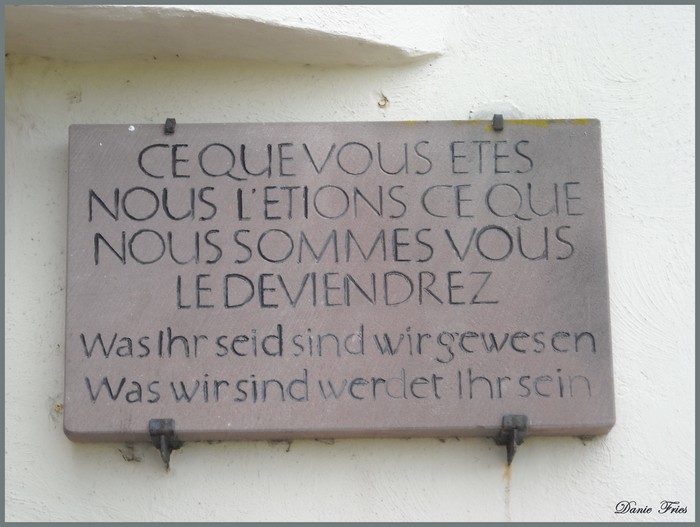 CE QUE VOUS ETES
NOUS L'ETIONS CE QUE
NOUS SOMMES VOUS
LE DEVIENDREZ
Was Ihr seid sind wir gewesen
Was wir sind werdet Ihr sein
Danie Fries